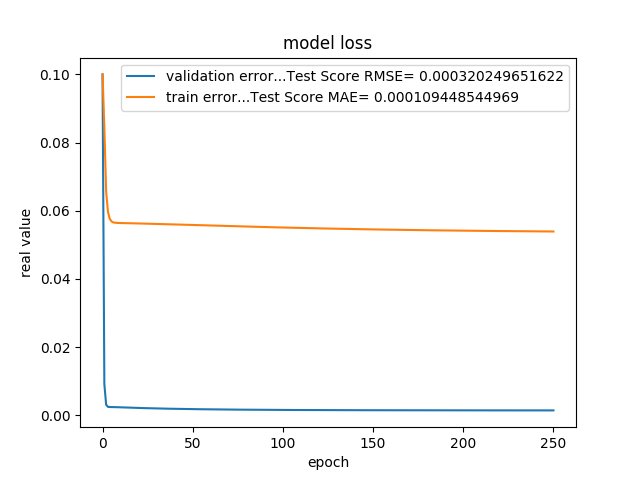 model loss
validation error...Test Score RMSE= 0.000320249651622
train error...Test Score MAE= 0.000109448544969
real value
0.10
0.08
0.06
0.04
0.02
0.00
0 50 100 150 200 250
epoch